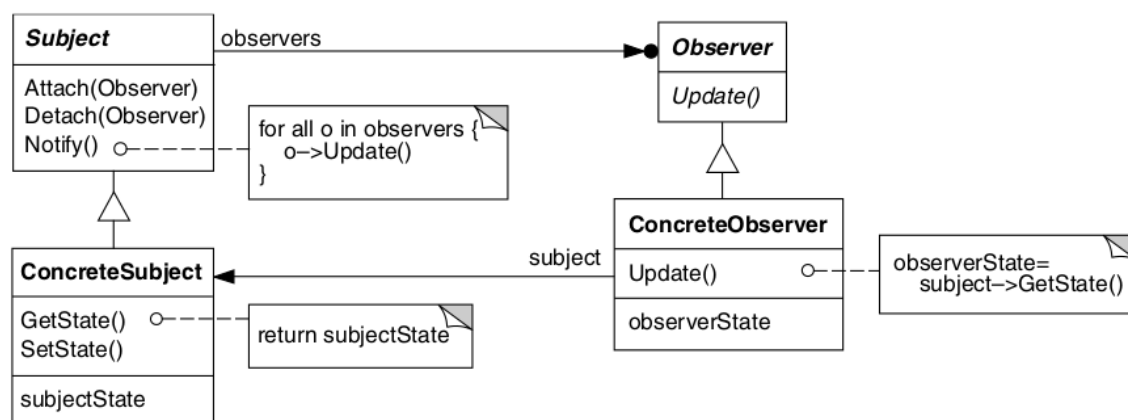 Subject
Attach(Observer)
Detach(Observer)
Notify()
observers
Observer
Update()
for all o in observers {
o–>Update()
}
ConcreteSubject
GetState()
SetState()
subjectState
return subjectState
subject
ConcreteObserver
Update()
observerState
observerState=
subject–>GetState()